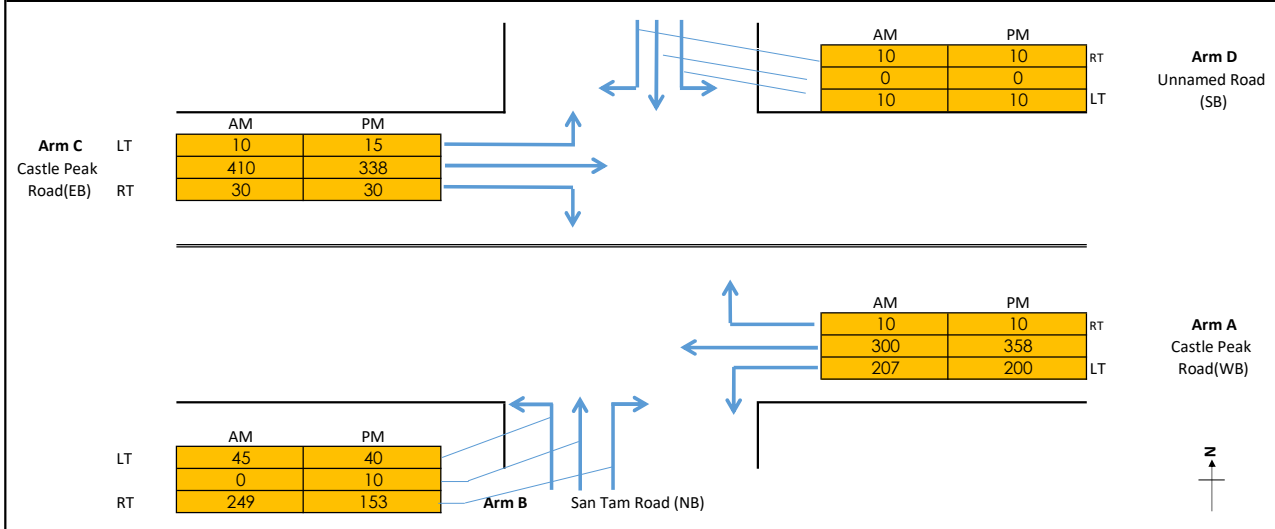 AM PM
10 10 RT
0 0
10 10 LT
Arm D
Unnamed Road
(SB)
AM PM
Arm C LT 10 15
Castle Peak 410 338
Road(EB) RT 30 30
AM PM
10 10 RT
300 358
207 200 LT
Arm A
Castle Peak
Road(WB)
AM PM
LT 45 40
0 10
RT 249 153
Arm B San Tam Road (NB)
N